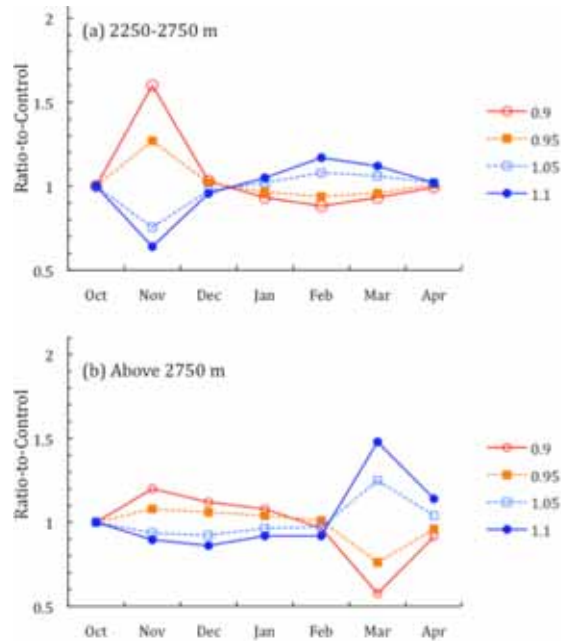 2
(a) 2250-2750 m
1.5
1
0.5
Ratio-to-Control
Oct Nov Dec Jan Feb Mar Apr
0.9
0.95
1.05
1.1
2
(b) Above 2750 m
1.5
1
0.5
Ratio-to-Control
Oct Nov Dec Jan Feb Mar Apr
0.9
0.95
1.05
1.1